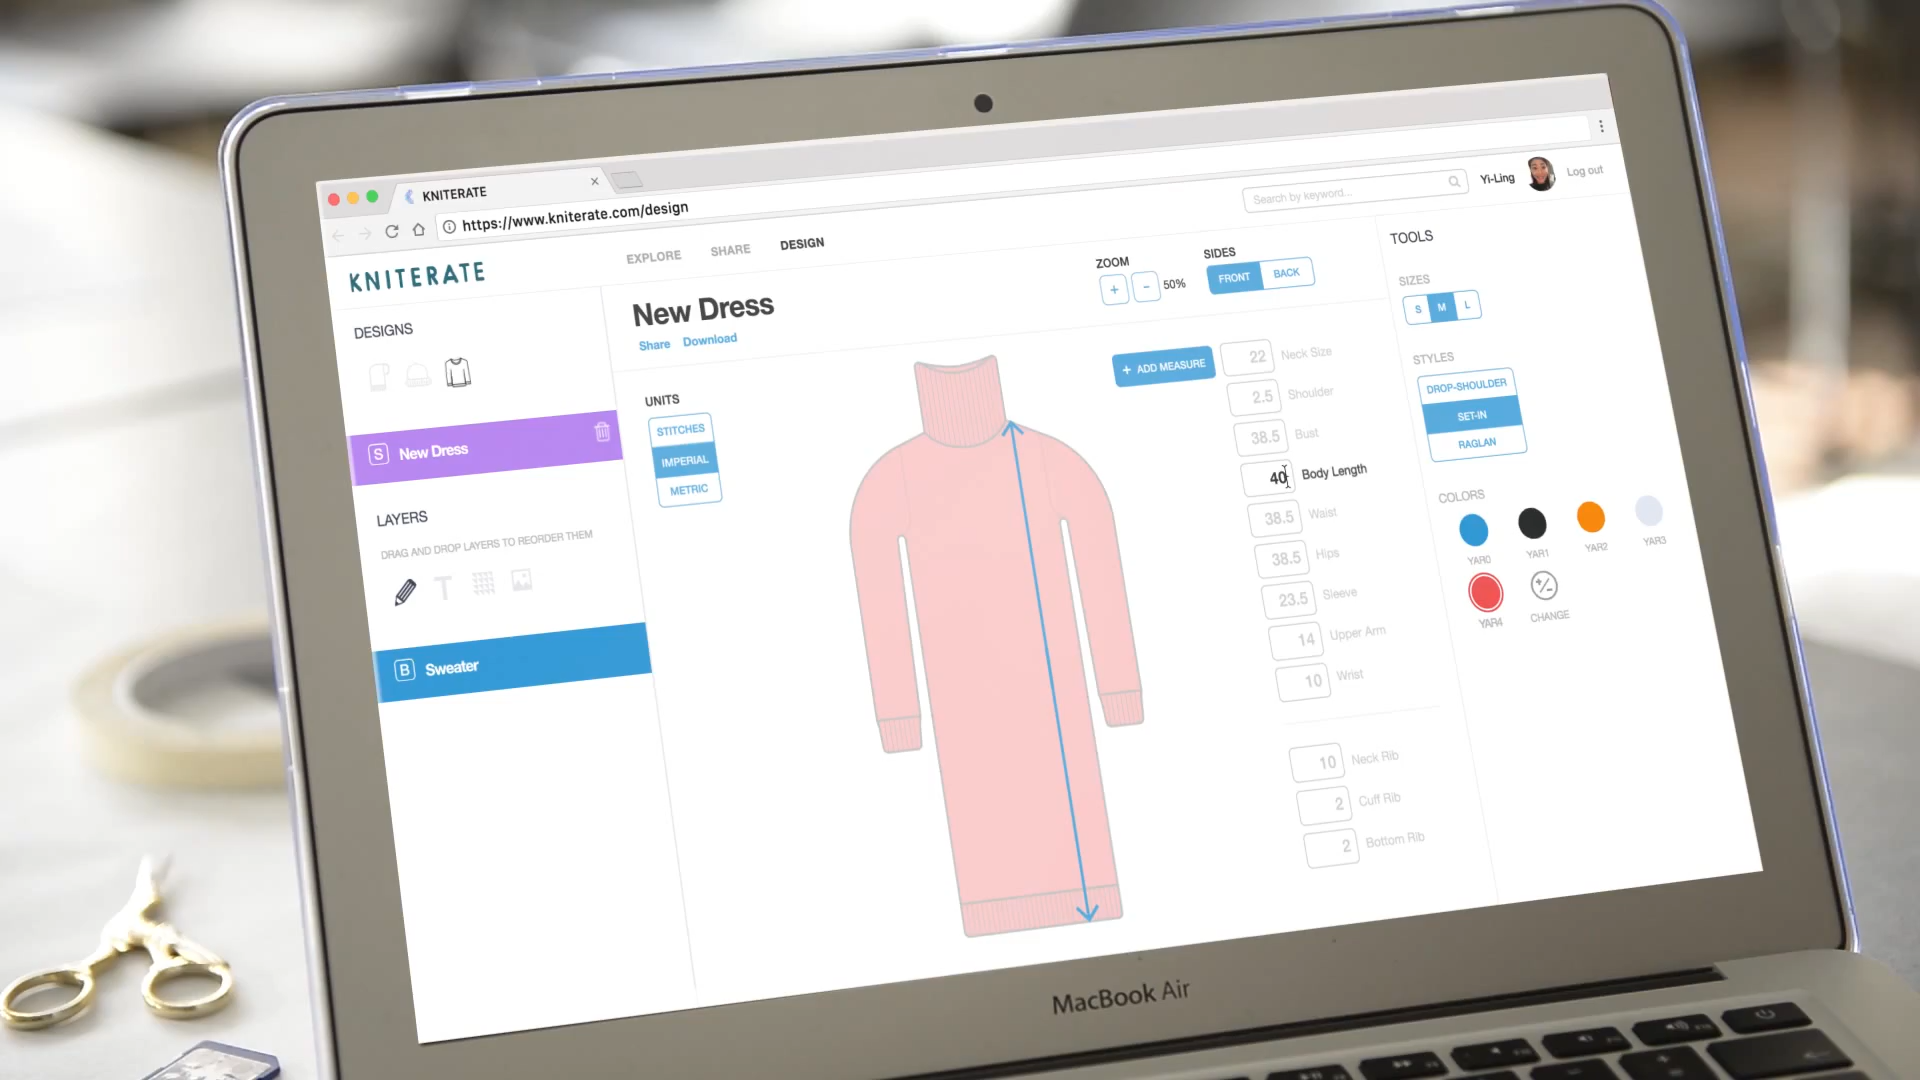 KNITERATE
https://www.kniterate.com/design
Search by keyword...
Yi-Ling
Log out
KNITERATE
EXPLORE
SHARE
DESIGN
DESIGNS
S New Dress
LAYERS
DRAG AND DROP LAYERS TO REORDER THEM
T
B Sweater
New Dress
Share Download
ZOOM
+ - 50%
SIDES
FRONT BACK
UNITS
STITCHES
IMPERIAL
METRIC
+ ADD MEASURE
22 Neck Size
2.5 Shoulder
38.5 Bust
40 Body Length
38.5 Waist
38.5 Hips
23.5 Sleeve
14 Upper Arm
10 Wrist
10 Neck Rib
2 Cuff Rib
2 Bottom Rib
TOOLS
SIZES
S M L
STYLES
DROP-SHOULDER
SET-IN
RAGLAN
COLORS
YAR0 YAR1 YAR2 YAR3
YAR4 CHANGE
MacBook Air